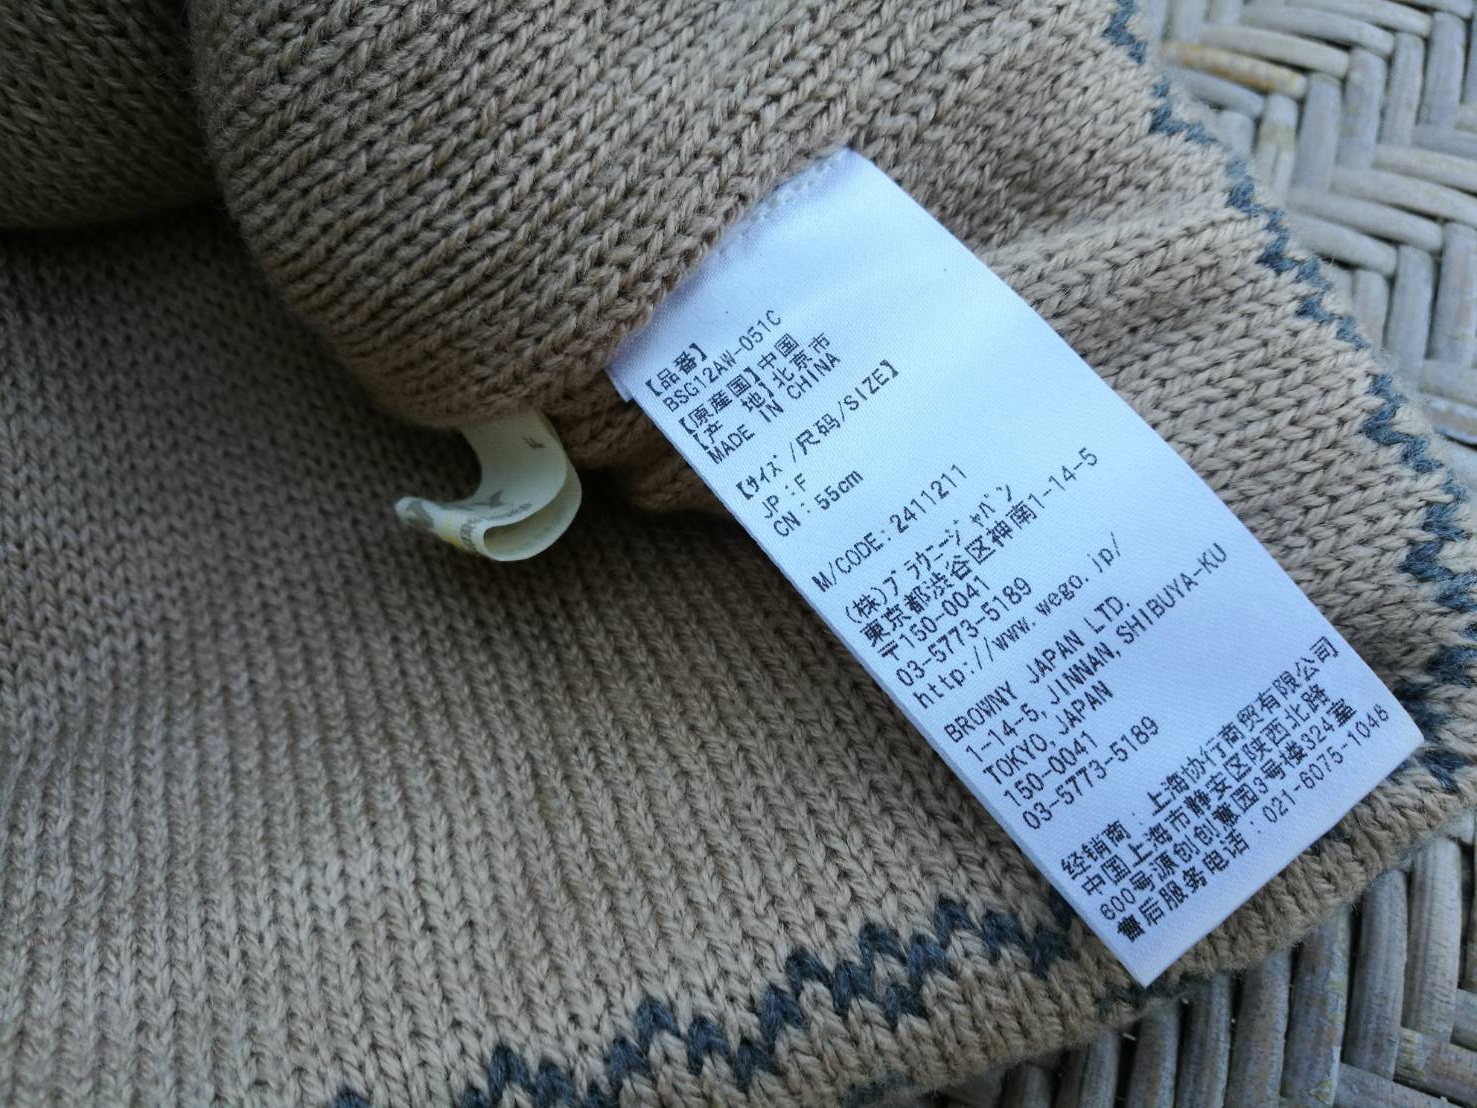 【品番】
BSG12AW-051C
【原産国】中国
【产　地】北京市
MADE IN CHINA
【サイズ/尺码/SIZE】
JP:F
CN:55cm
M/CODE:2411211
(株)ブラウニージャパン
東京都渋谷区神南1-14-5
〒150-0041
03-5773-5189
http://www.wego.jp/
BROWNY JAPAN LTD.
1-14-5, JINNAN, SHIBUYA-KU
TOKYO, JAPAN
150-0041
03-5773-5189
经销商:上海协行商贸有限公司
中国上海市静安区陕西北路
600号源创创意园3号楼324室
售后服务电话:021-6075-1048
F